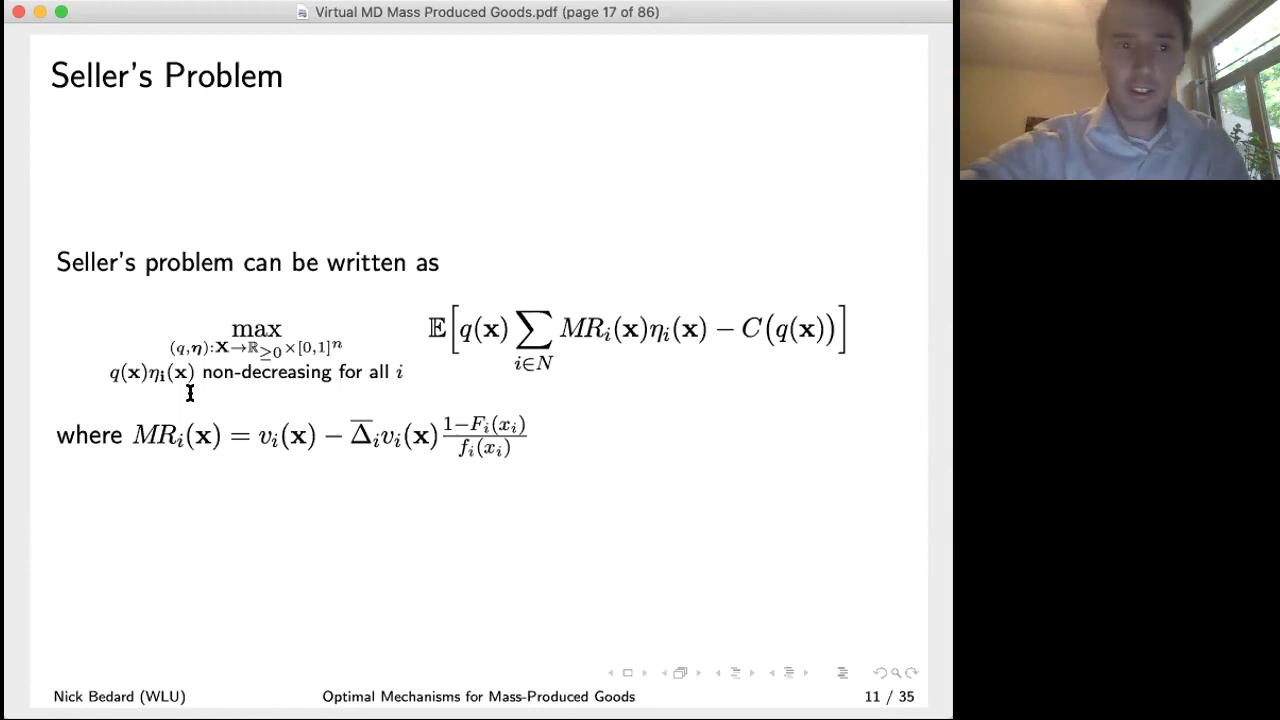 Virtual MD Mass Produced Goods.pdf (page 17 of 86)
Seller's Problem
Seller's problem can be written as
max 𝔼[q(𝐱) ∑ MRᵢ(𝐱)ηᵢ(𝐱) − C(q(𝐱))]
(q,𝛈):𝐗→ℝ≥0×[0,1]ⁿ i∈N
q(𝐱)ηᵢ(𝐱) non-decreasing for all i
where MRᵢ(𝐱) = vᵢ(𝐱) − Δ̅ᵢvᵢ(𝐱) (1−Fᵢ(xᵢ))/fᵢ(xᵢ)
Nick Bedard (WLU) Optimal Mechanisms for Mass-Produced Goods 11 / 35